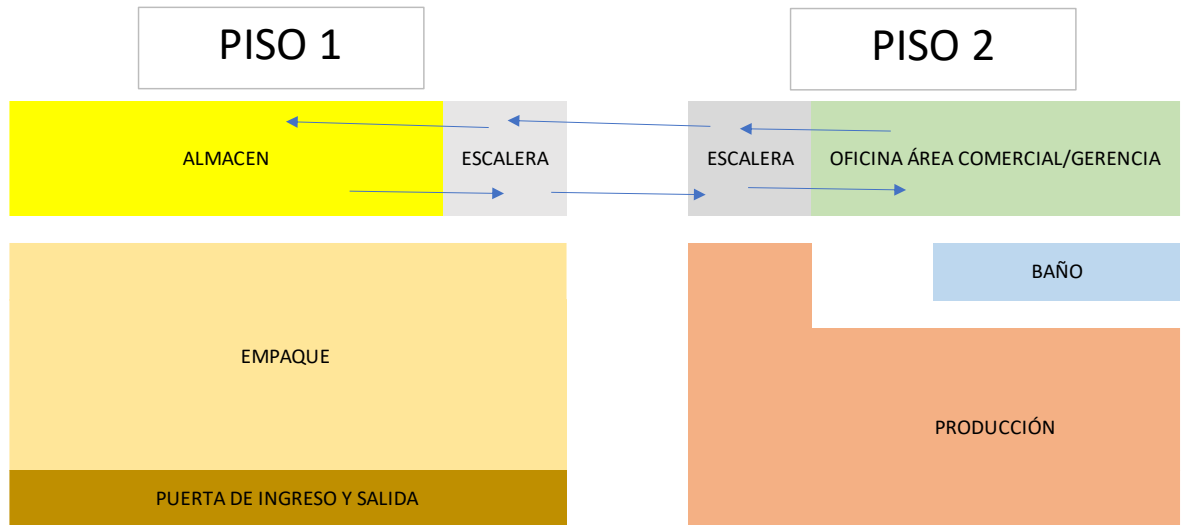 PISO 1
PISO 2
ALMACEN
ESCALERA
ESCALERA
OFICINA ÁREA COMERCIAL/GERENCIA
BAÑO
EMPAQUE
PRODUCCIÓN
PUERTA DE INGRESO Y SALIDA